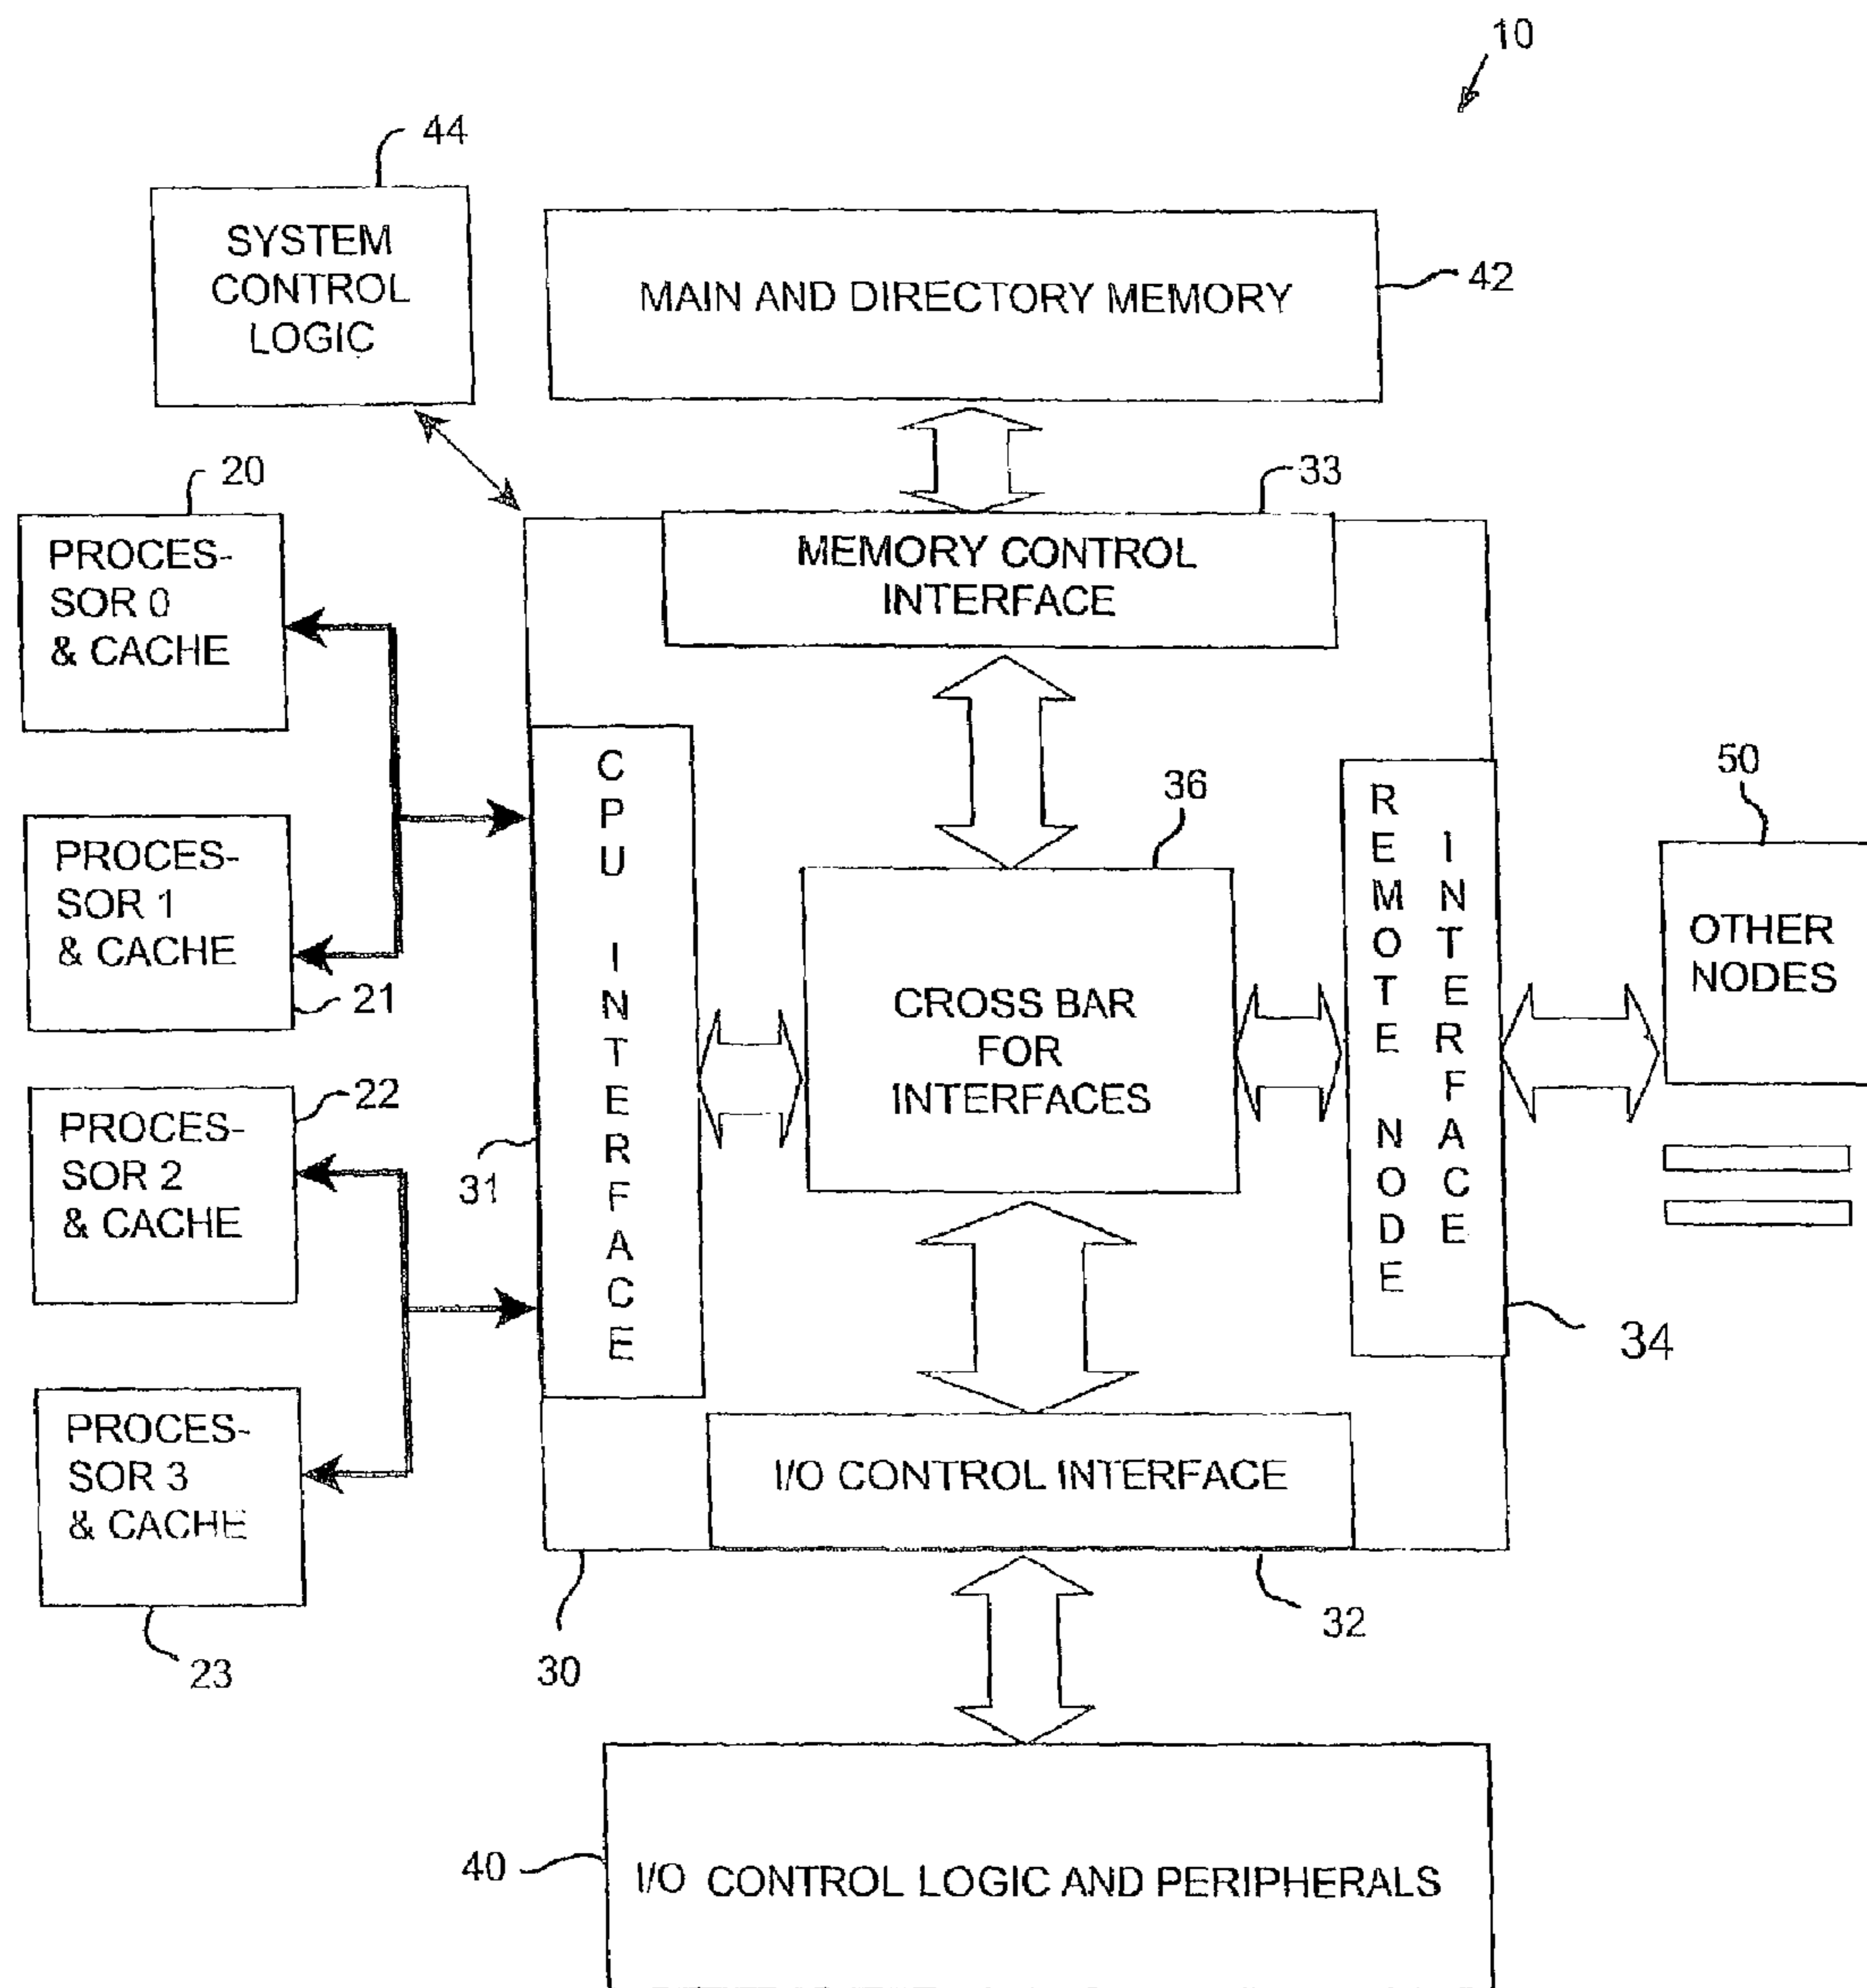 10
44
SYSTEM
CONTROL
LOGIC
MAIN AND DIRECTORY MEMORY
42
20
PROCES-
SOR 0
& CACHE
33
MEMORY CONTROL
INTERFACE
PROCES-
SOR 1
& CACHE
21
CPU INTERFACE
31
36
CROSS BAR
FOR
INTERFACES
REMOTE NODE
INTERFACE
34
50
OTHER
NODES
22
PROCES-
SOR 2
& CACHE
PROCES-
SOR 3
& CACHE
23
I/O CONTROL INTERFACE
30
32
40
I/O CONTROL LOGIC AND PERIPHERALS